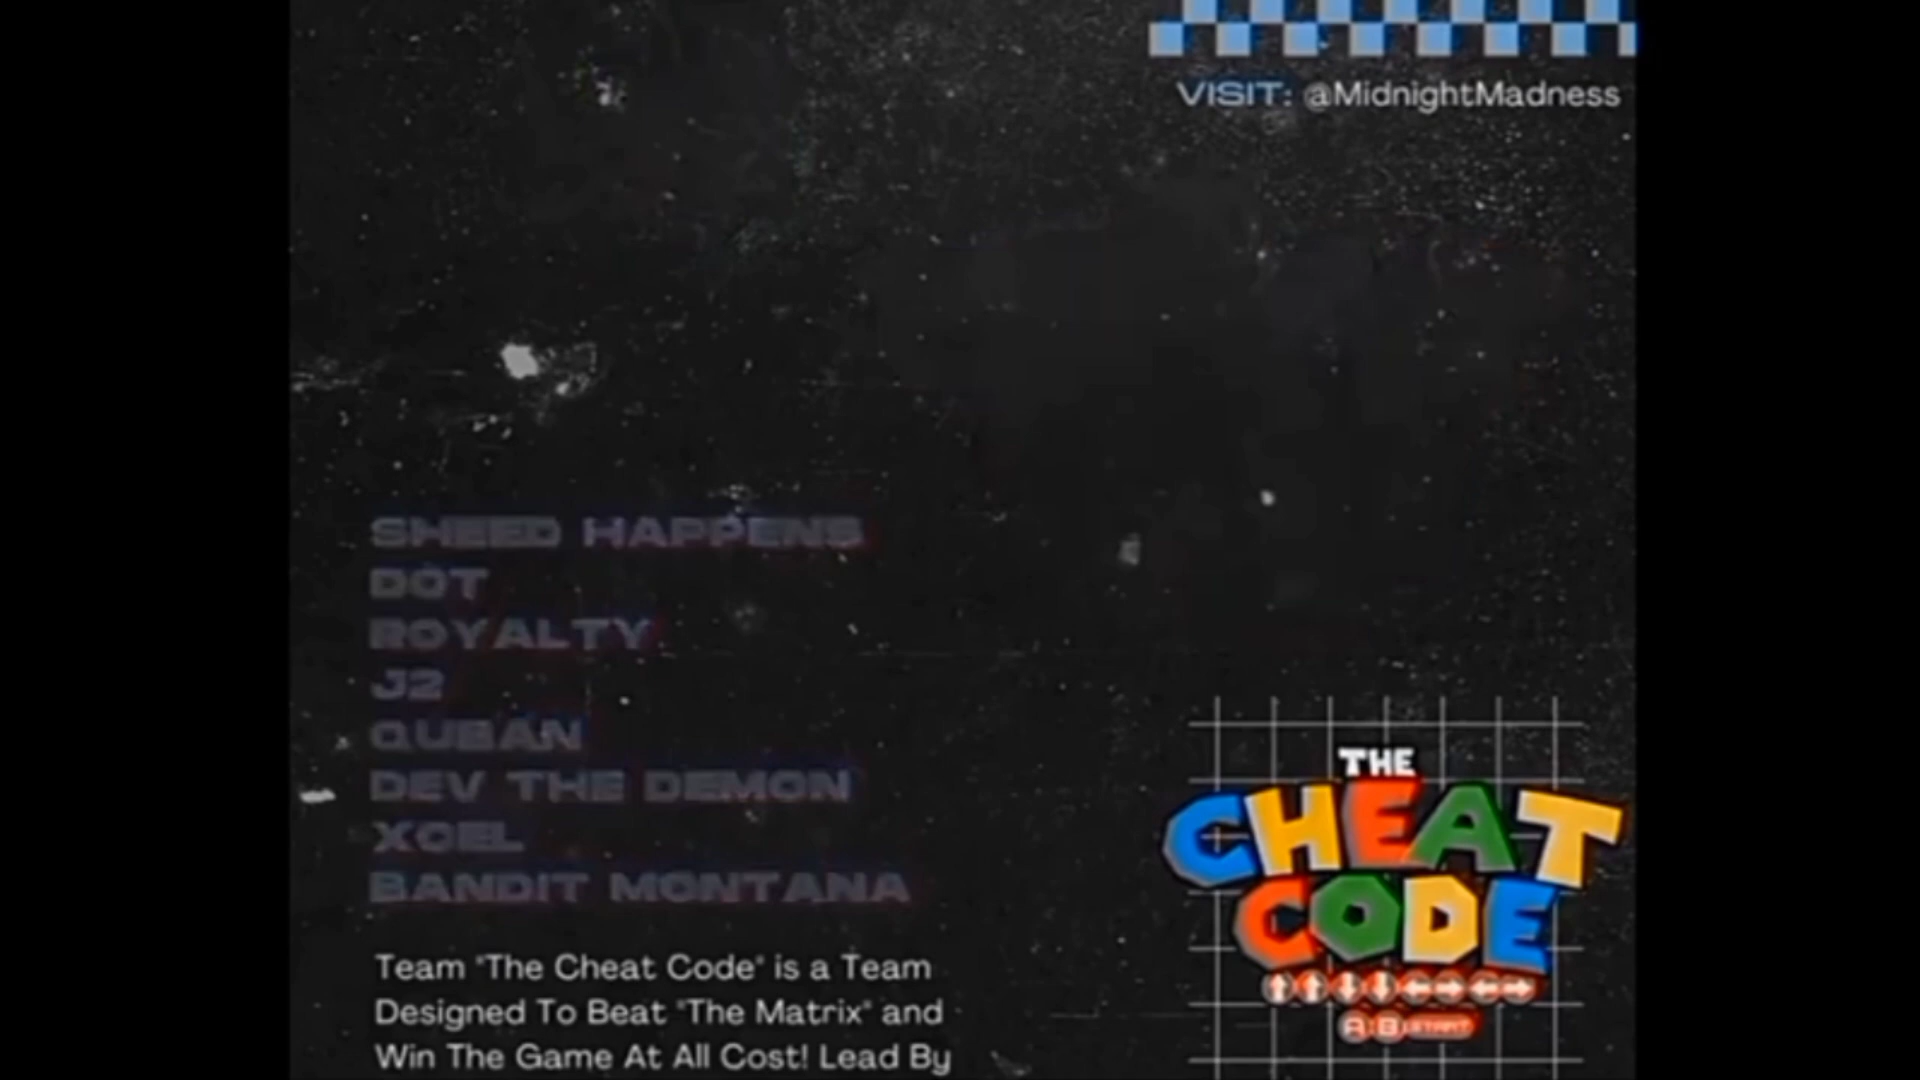 VISIT: @MidnightMadness
SHEED HAPPENS
DOT
ROYALTY
J2
QUBAN
DEV THE DEMON
XOEL
BANDIT MONTANA
Team "The Cheat Code" is a Team
Designed To Beat "The Matrix" and
Win The Game At All Cost! Lead By
THE
CHEAT
CODE
↑↑↓↓←→←→
A B START